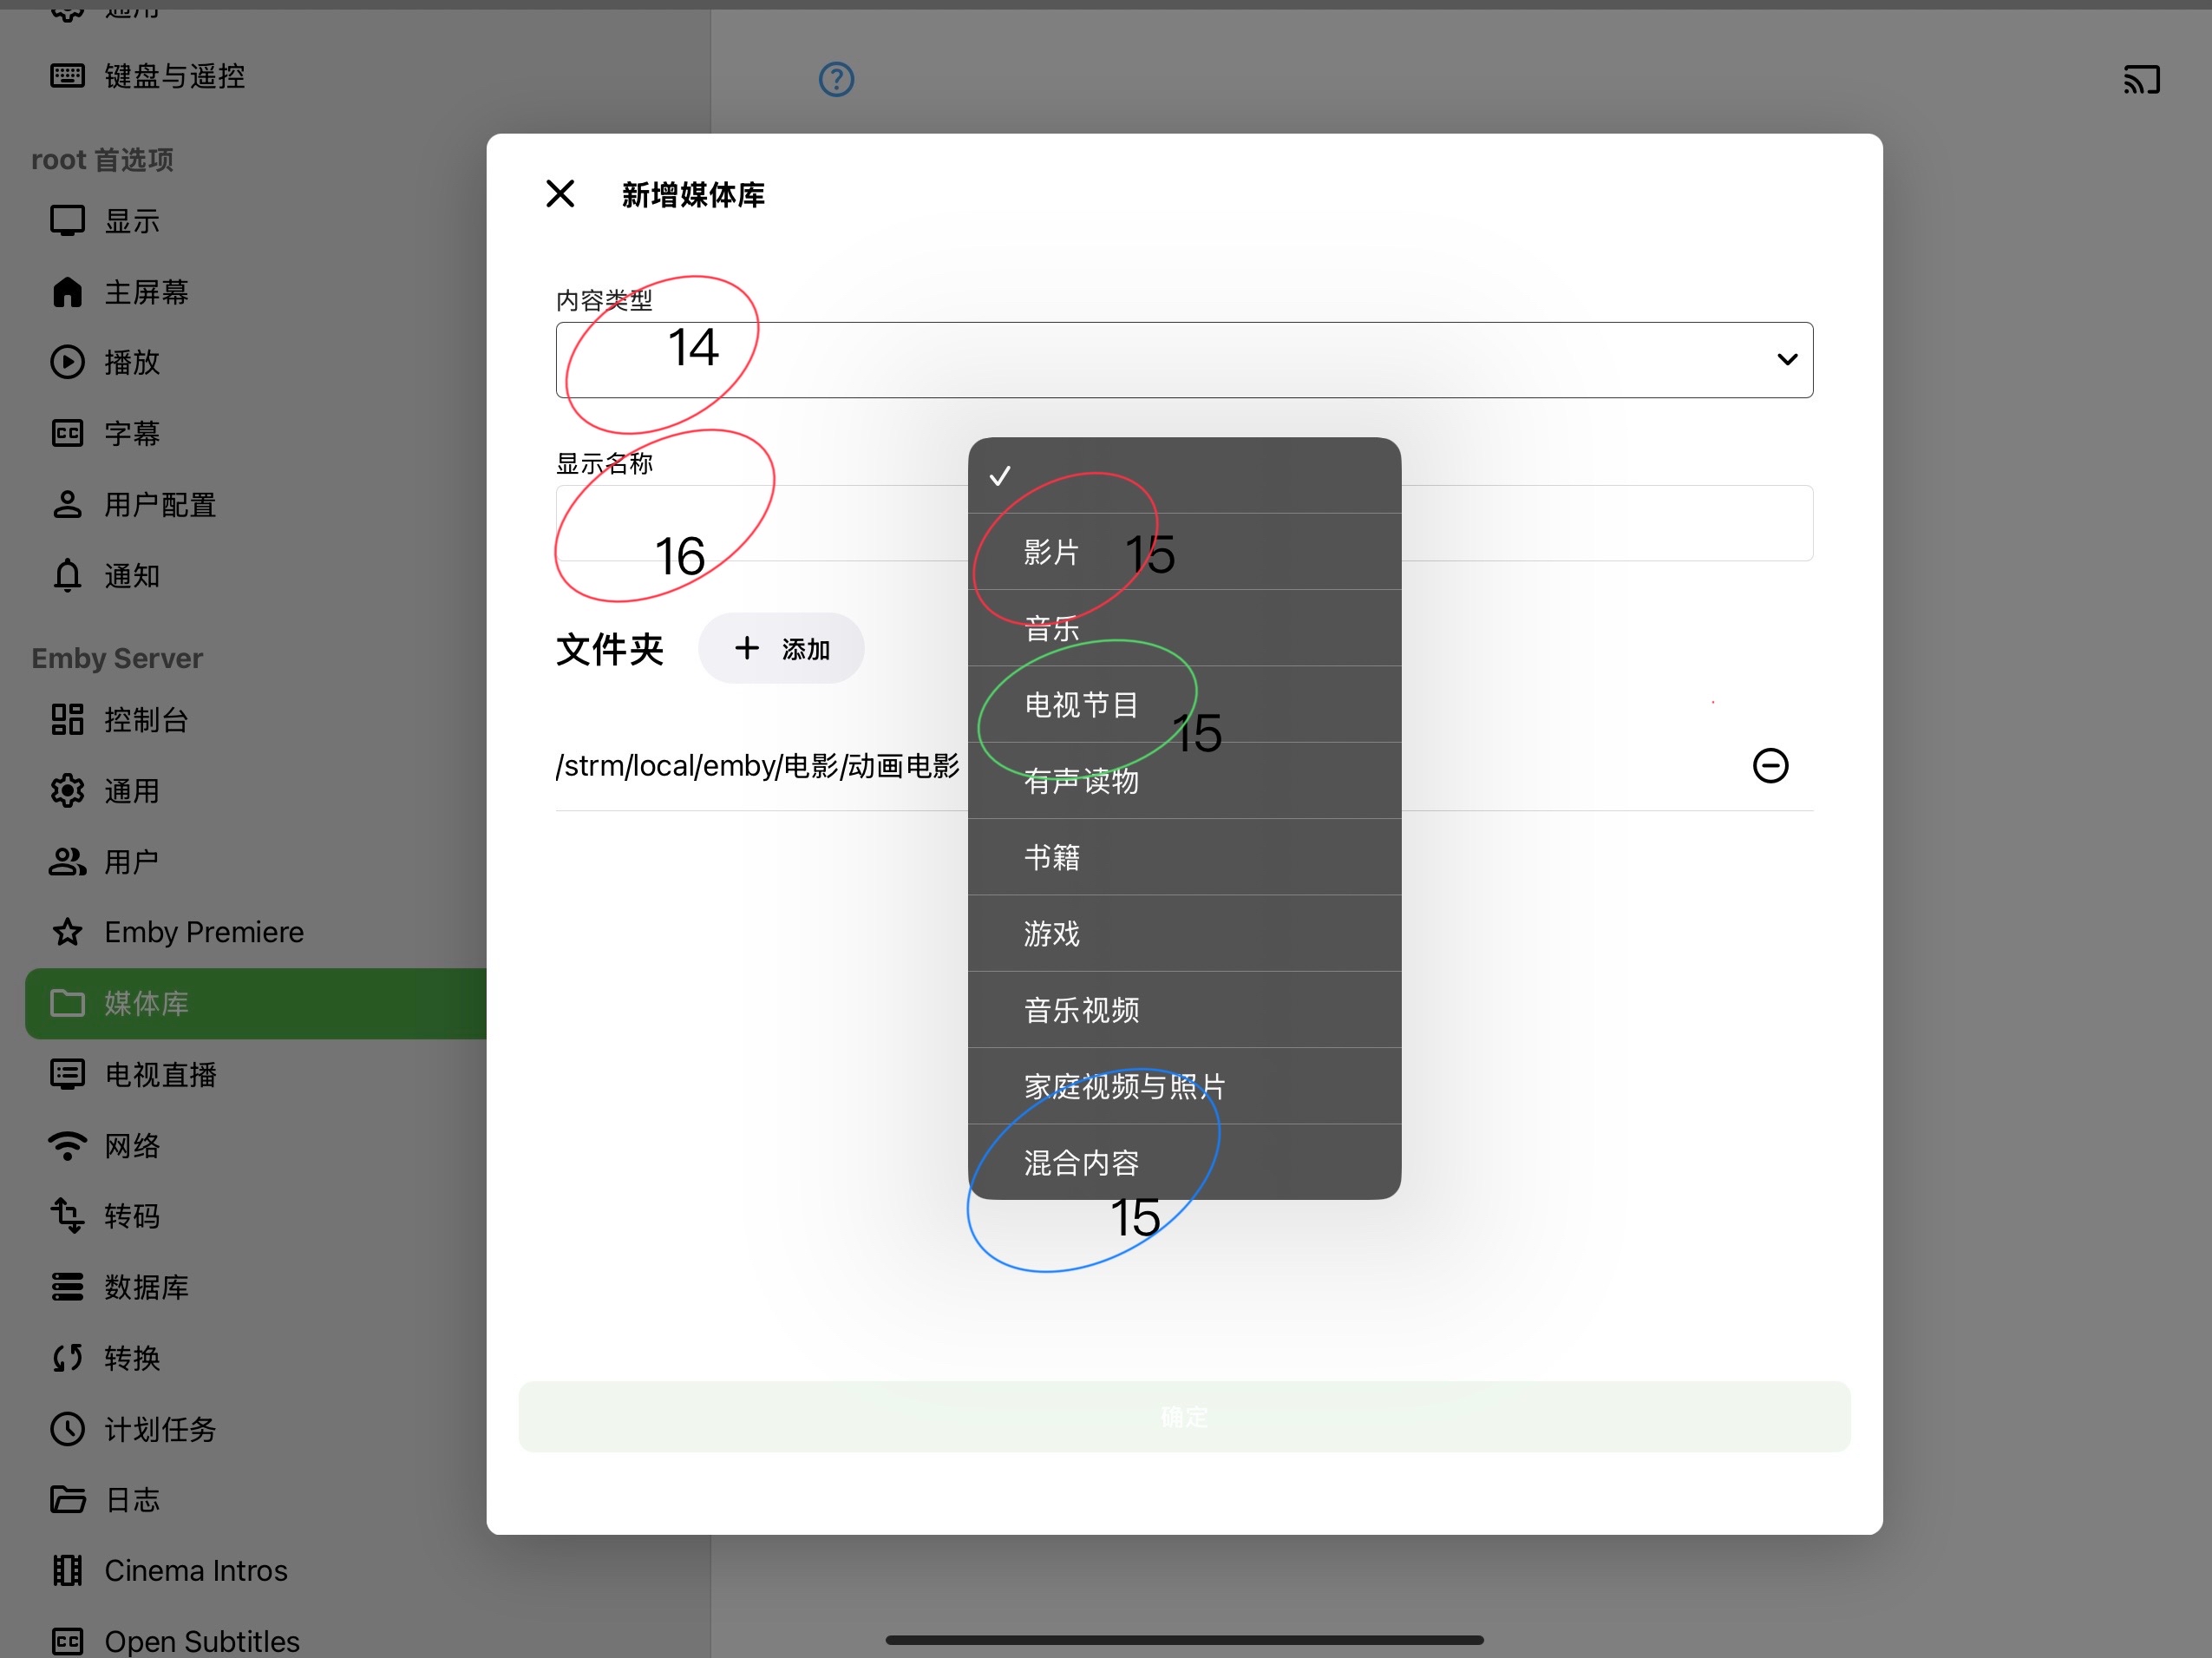 通用
键盘与遥控
root 首选项
显示
主屏幕
播放
字幕
用户配置
通知
Emby Server
控制台
通用
用户
Emby Premiere
媒体库
电视直播
网络
转码
数据库
转换
计划任务
日志
Cinema Intros
Open Subtitles
新增媒体库
内容类型
14
显示名称
16
文件夹
添加
/strm/local/emby/电影/动画电影
影片 15
音乐
电视节目 15
有声读物
书籍
游戏
音乐视频
家庭视频与照片
混合内容
15
确定